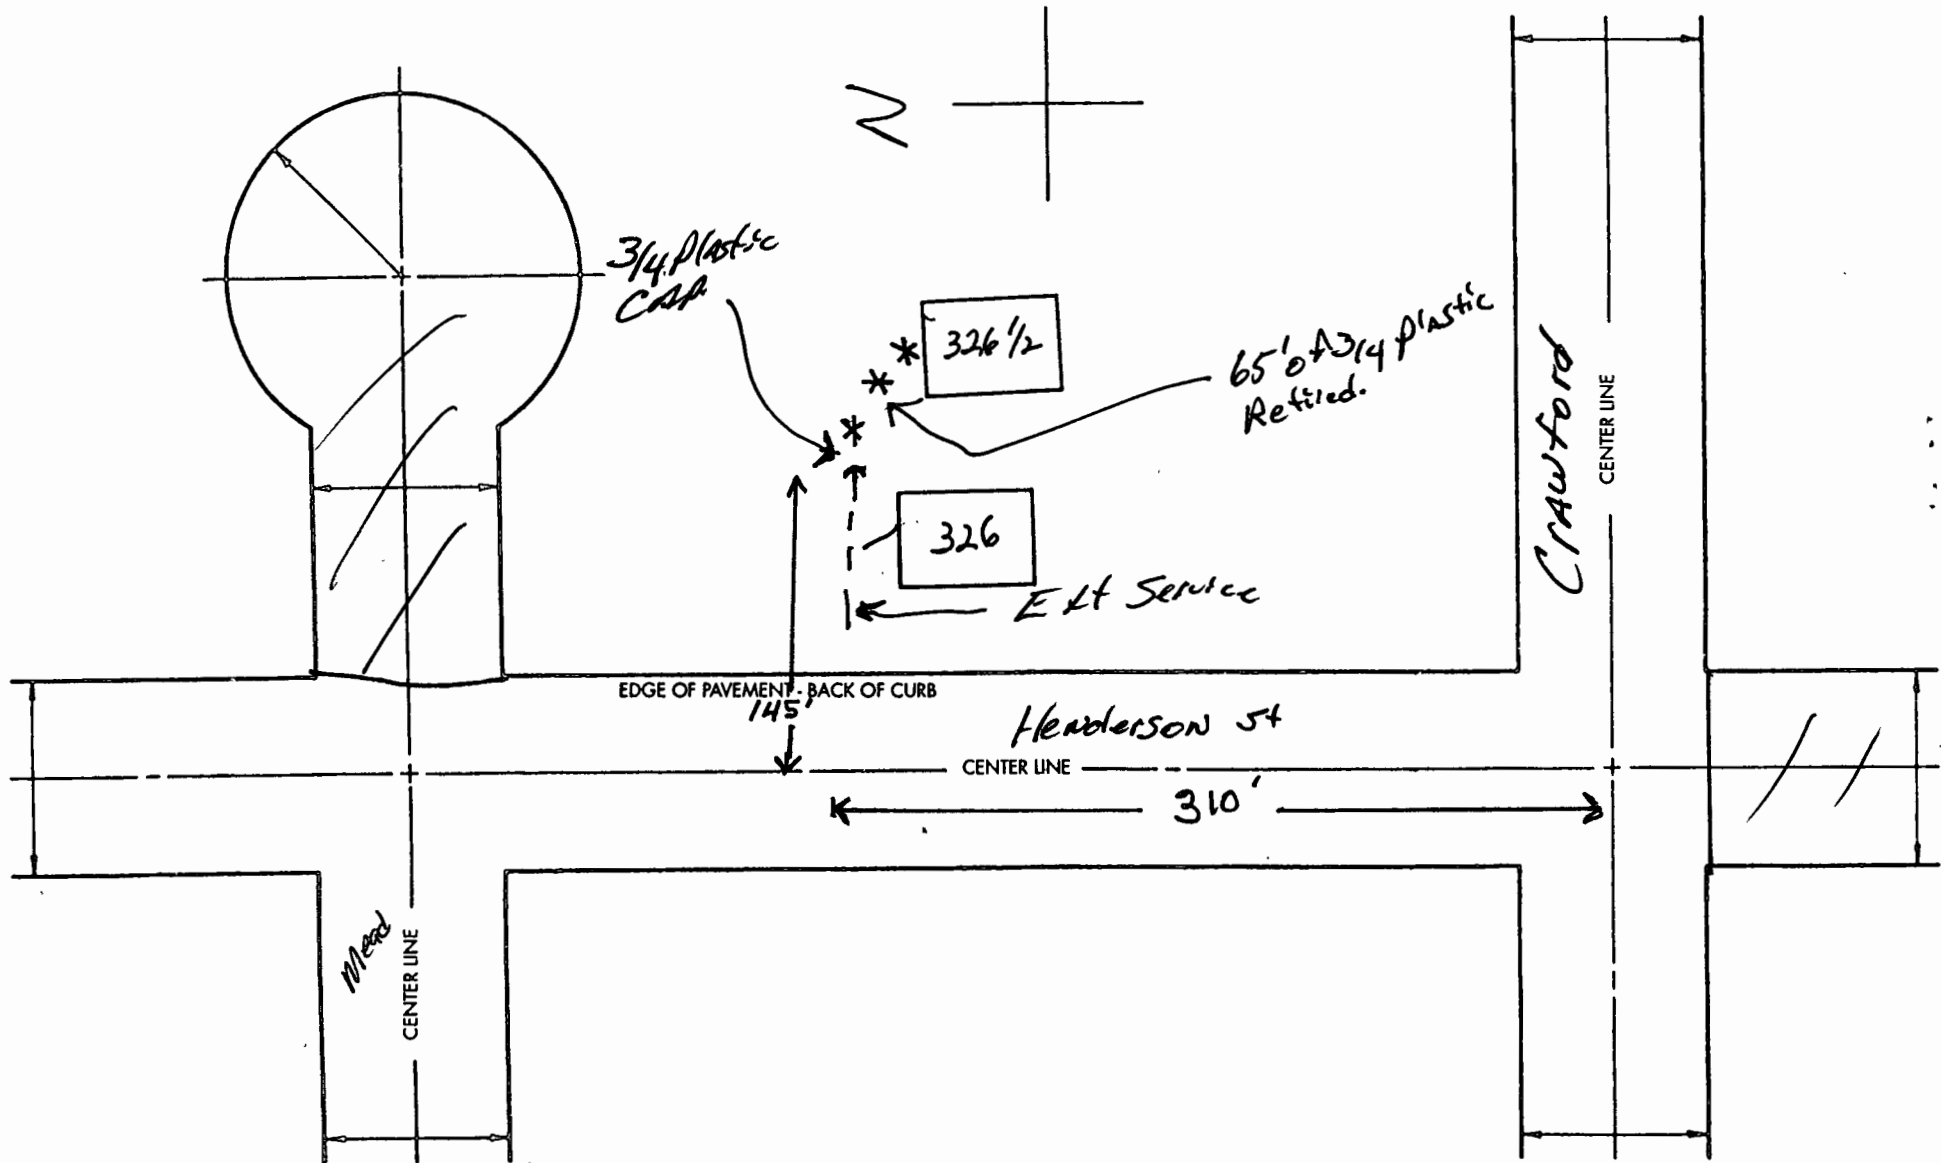 N
3/4 Plastic
Cap
326 1/2
65' of 3/4 Plastic
Retired.
Crawford
CENTER LINE
326
Ext Service
EDGE OF PAVEMENT - BACK OF CURB
145'
Henderson St
CENTER LINE
310'
Mead
CENTER LINE